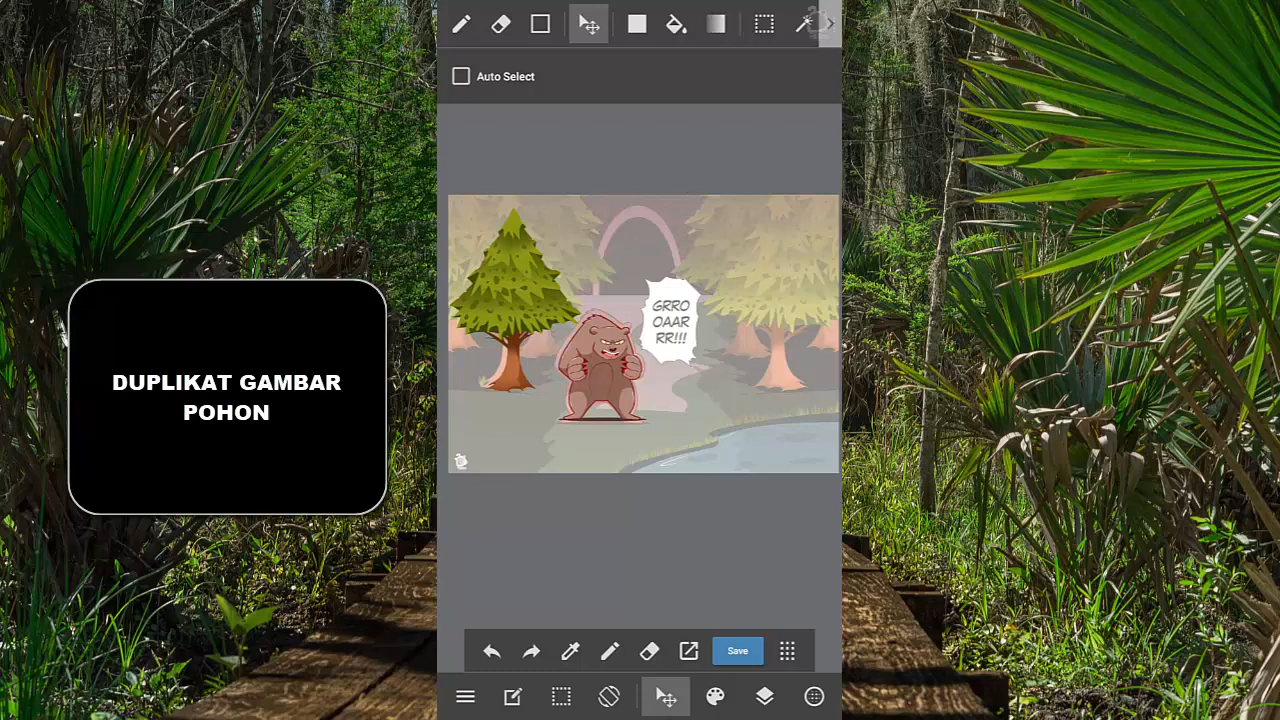 Auto Select
GRRO
OAAR
RR!!!
DUPLIKAT GAMBAR
POHON
Save